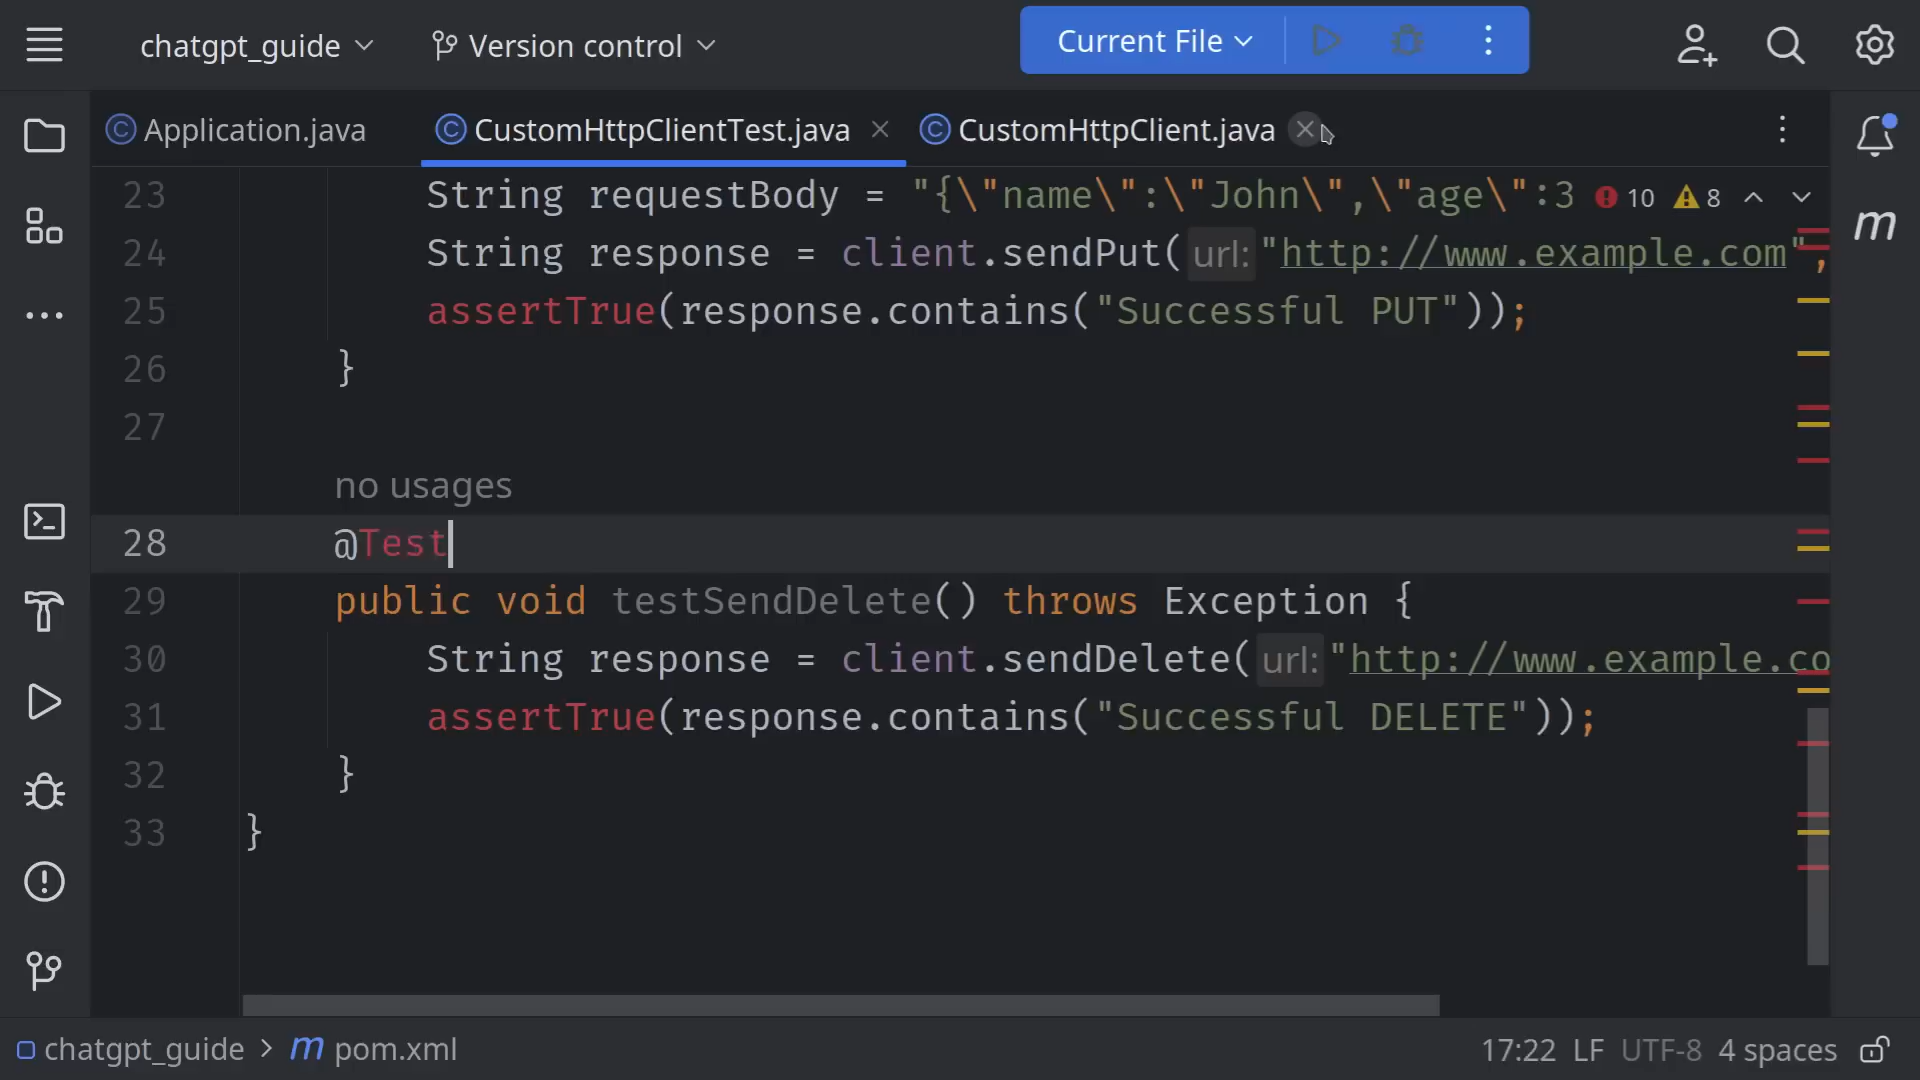 chatgpt_guide Version control Current File
Application.java CustomHttpClientTest.java CustomHttpClient.java
23 String requestBody = "{\"name\":\"John\",\"age\":3 10 8
24 String response = client.sendPut( url: "http://www.example.com",
25 assertTrue(response.contains("Successful PUT"));
26 }
27
no usages
28 @Test
29 public void testSendDelete() throws Exception {
30 String response = client.sendDelete( url: "http://www.example.co
31 assertTrue(response.contains("Successful DELETE"));
32 }
33 }
chatgpt_guide > m pom.xml 17:22 LF UTF-8 4 spaces